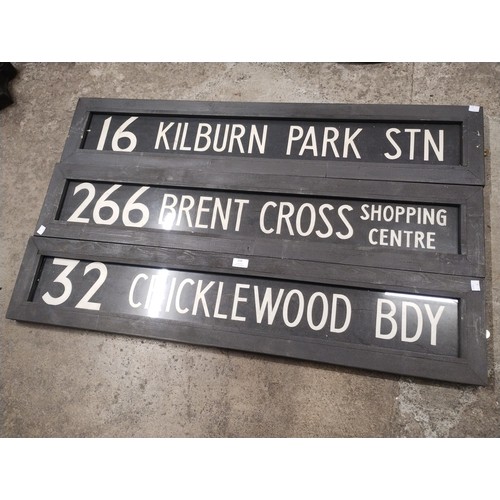 16 KILBURN PARK STN
266 BRENT CROSS SHOPPING
CENTRE
32 CRICKLEWOOD BDY